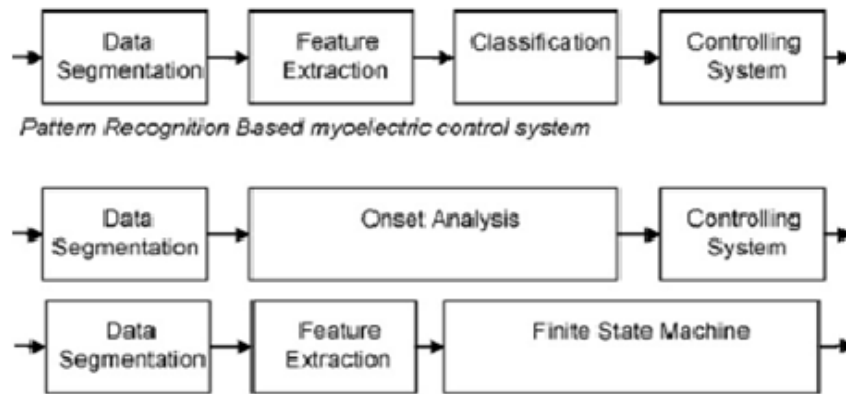 Data Segmentation
Feature Extraction
Classification
Controlling System
Pattern Recognition Based myoelectric control system
Data Segmentation
Onset Analysis
Controlling System
Data Segmentation
Feature Extraction
Finite State Machine